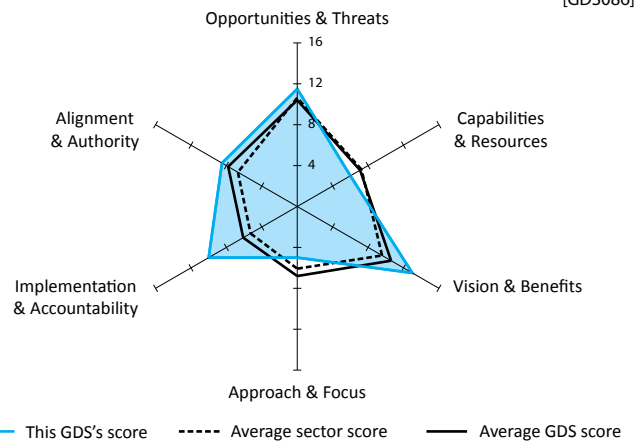 [GDS086]
Opportunities & Threats
16
12
8
4
Alignment
& Authority
Capabilities
& Resources
Implementation
& Accountability
Vision & Benefits
Approach & Focus
This GDS's score
Average sector score
Average GDS score